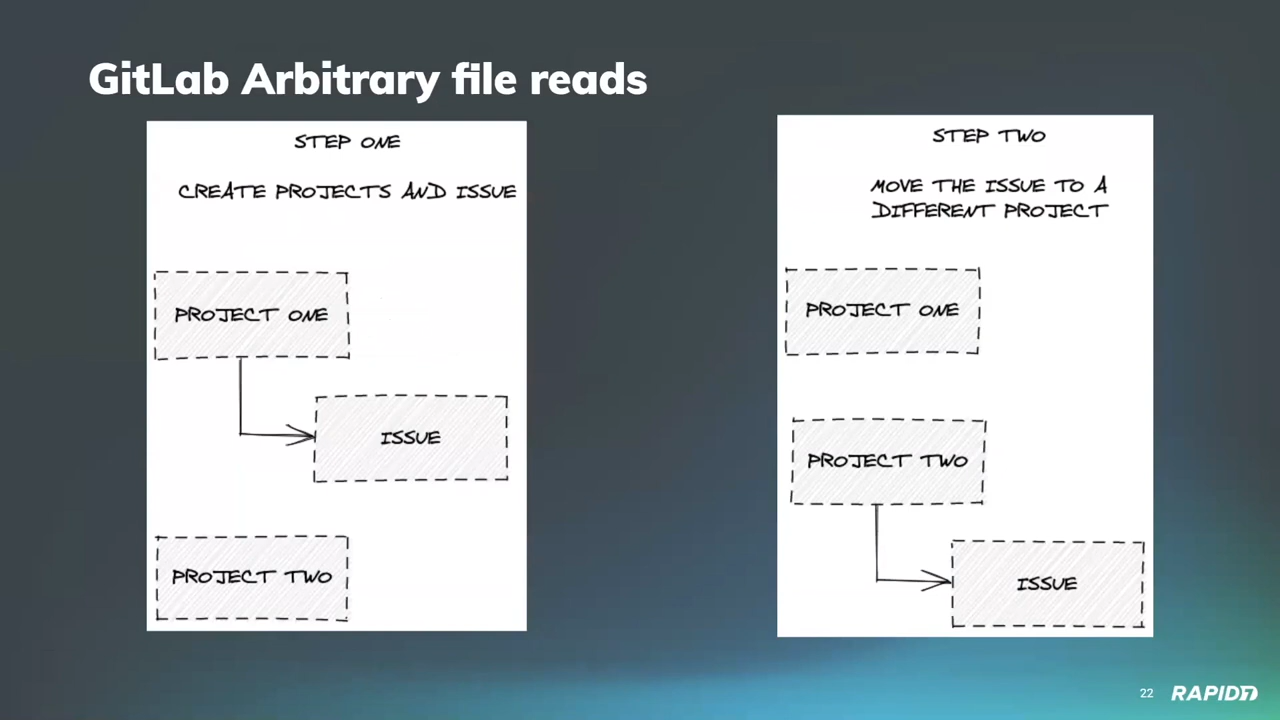 GitLab Arbitrary file reads
STEP ONE
CREATE PROJECTS AND ISSUE
PROJECT ONE
ISSUE
PROJECT TWO
STEP TWO
MOVE THE ISSUE TO A
DIFFERENT PROJECT
PROJECT ONE
PROJECT TWO
ISSUE
22
RAPID7